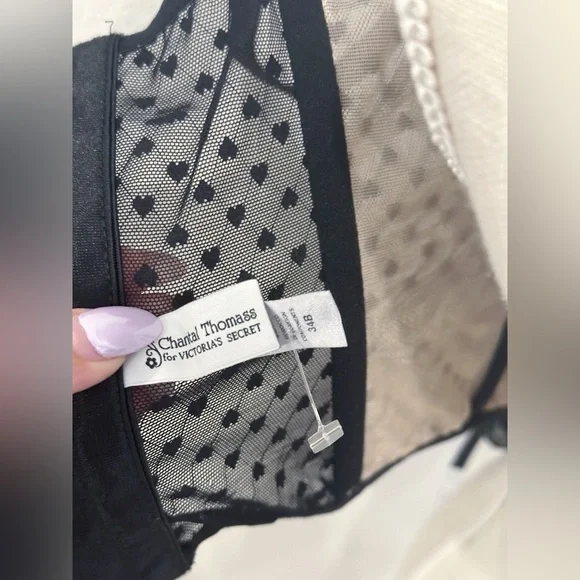 Chantal Thomass
for VICTORIA'S SECRET
34B